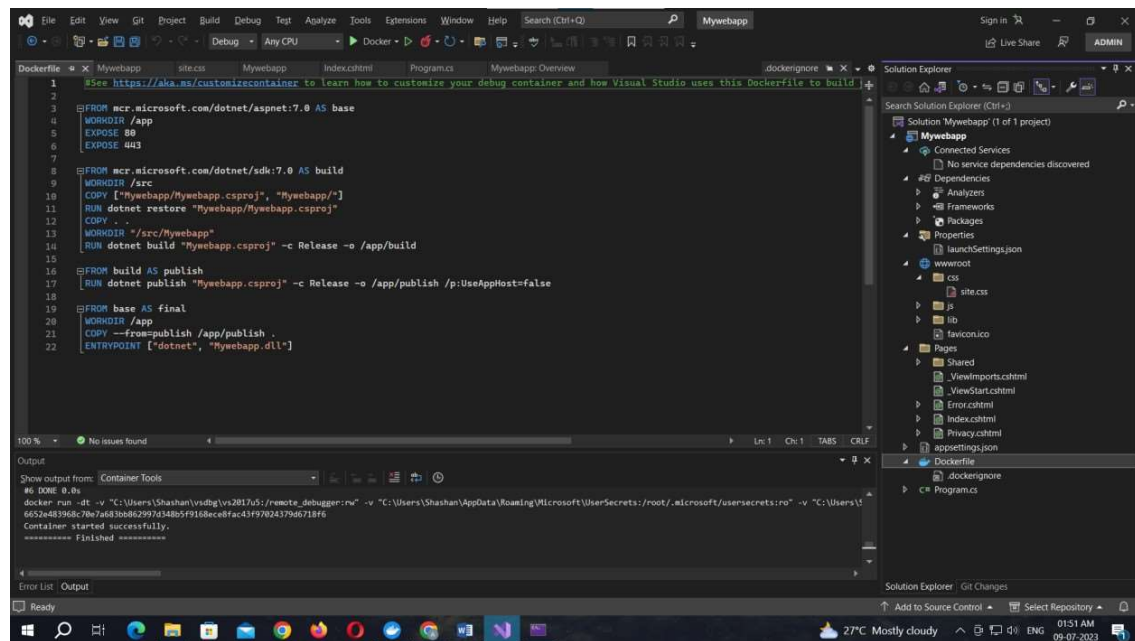 File Edit View Git Project Build Debug Test Analyze Tools Extensions Window Help Search (Ctrl+Q) Mywebapp Sign in
Debug Any CPU Docker Live Share ADMIN
Dockerfile Mywebapp site.css Mywebapp Index.cshtml Program.cs Mywebapp: Overview .dockerignore
1 #See https://aka.ms/customizecontainer to learn how to customize your debug container and how Visual Studio uses this Dockerfile to build
2
3 FROM mcr.microsoft.com/dotnet/aspnet:7.0 AS base
4 WORKDIR /app
5 EXPOSE 80
6 EXPOSE 443
7
8 FROM mcr.microsoft.com/dotnet/sdk:7.0 AS build
9 WORKDIR /src
10 COPY ["Mywebapp/Mywebapp.csproj", "Mywebapp/"]
11 RUN dotnet restore "Mywebapp/Mywebapp.csproj"
12 COPY . .
13 WORKDIR "/src/Mywebapp"
14 RUN dotnet build "Mywebapp.csproj" -c Release -o /app/build
15
16 FROM build AS publish
17 RUN dotnet publish "Mywebapp.csproj" -c Release -o /app/publish /p:UseAppHost=false
18
19 FROM base AS final
20 WORKDIR /app
21 COPY --from=publish /app/publish .
22 ENTRYPOINT ["dotnet", "Mywebapp.dll"]
100 % No issues found Ln: 1 Ch: 1 TABS CRLF
Output
Show output from: Container Tools
#6 DONE 0.0s
docker run -dt -v "C:\Users\Shashan\vsdbg\vs2017u5:/remote_debugger:rw" -v "C:\Users\Shashan\AppData\Roaming\Microsoft\UserSecrets:/root/.microsoft/usersecrets:ro" -v "C:\Users\
6652e483968c70e7a683bb862997d348b5f9168ece8fac43f97024379d6718f6
Container started successfully.
========== Finished ==========
Error List Output
Solution Explorer
Search Solution Explorer (Ctrl+;)
Solution 'Mywebapp' (1 of 1 project)
Mywebapp
Connected Services
No service dependencies discovered
Dependencies
Analyzers
Frameworks
Packages
Properties
launchSettings.json
wwwroot
css
site.css
js
lib
favicon.ico
Pages
Shared
_ViewImports.cshtml
_ViewStart.cshtml
Error.cshtml
Index.cshtml
Privacy.cshtml
appsettings.json
Dockerfile
.dockerignore
C# Program.cs
Solution Explorer Git Changes
Ready Add to Source Control Select Repository
27°C Mostly cloudy ENG 01:51 AM
09-07-2023